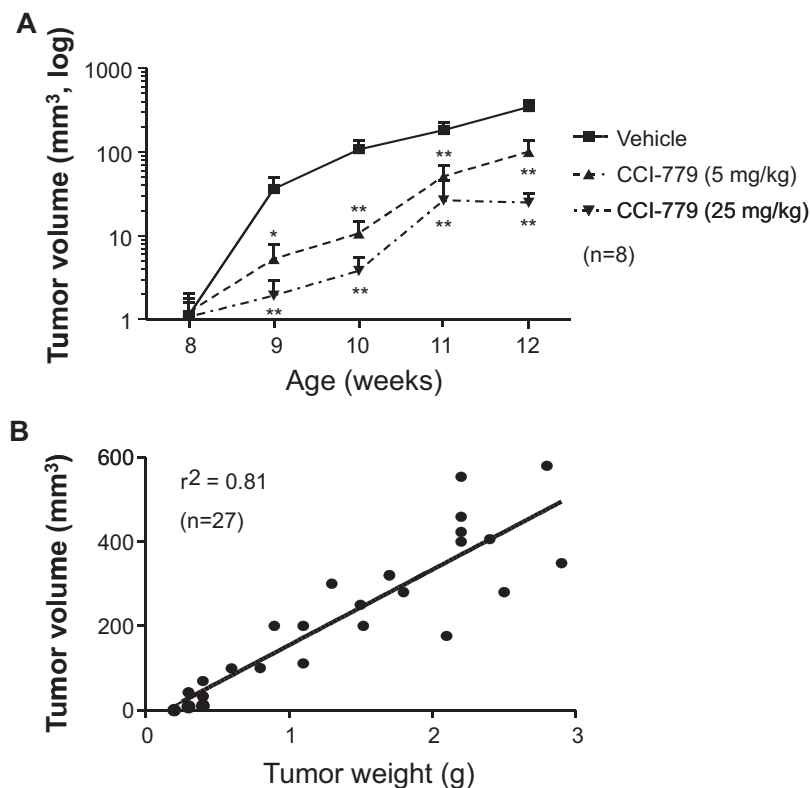 A
Tumor volume (mm³, log)
1000
100
10
1
8 9 10 11 12
Age (weeks)
* ** ** **
** ** ** **
**
Vehicle
CCI-779 (5 mg/kg)
CCI-779 (25 mg/kg)
(n=8)
B
Tumor volume (mm³)
600
400
200
0
r² = 0.81
(n=27)
0 1 2 3
Tumor weight (g)